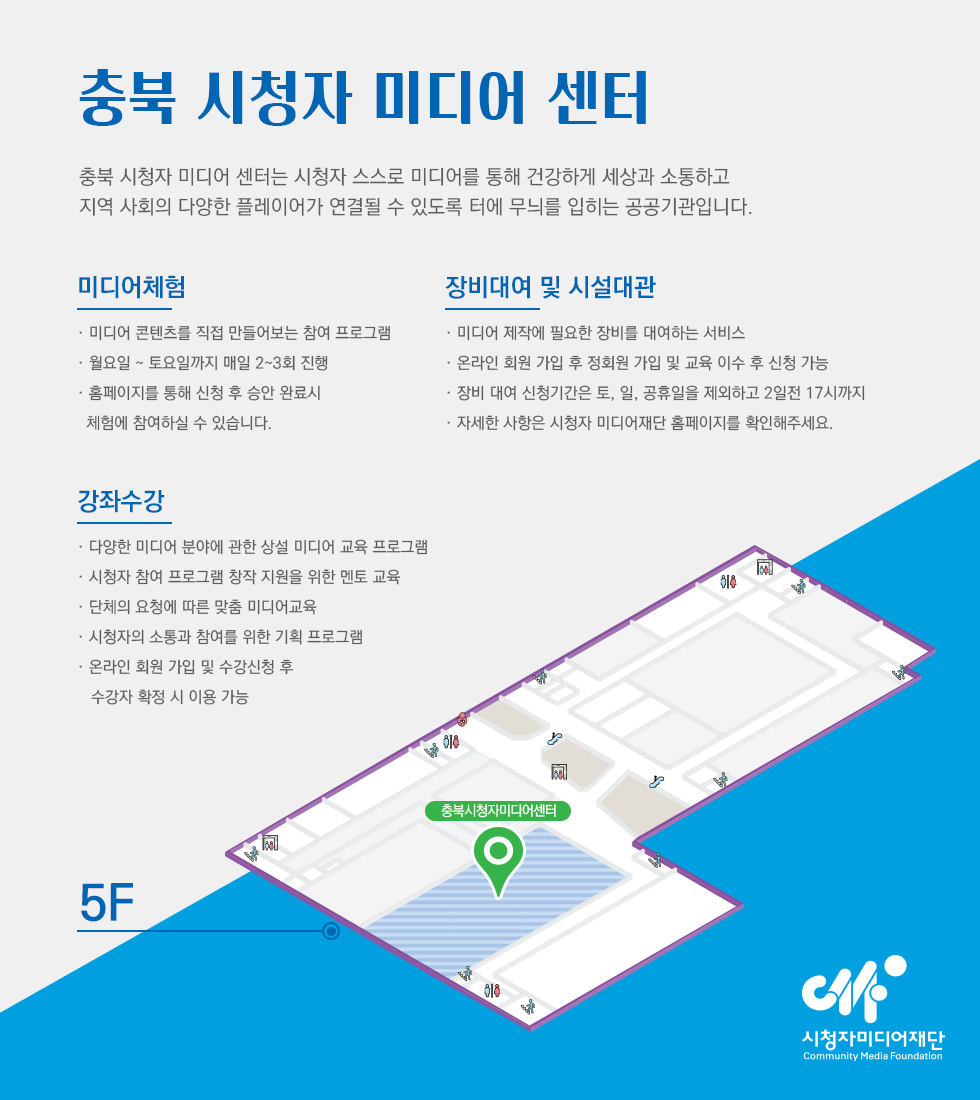 충북 시청자 미디어 센터
충북 시청자 미디어 센터는 시청자 스스로 미디어를 통해 건강하게 세상과 소통하고
지역 사회의 다양한 플레이어가 연결될 수 있도록 터에 무늬를 입히는 공공기관입니다.
미디어체험
· 미디어 콘텐츠를 직접 만들어보는 참여 프로그램
· 월요일 ~ 토요일까지 매일 2~3회 진행
· 홈페이지를 통해 신청 후 승안 완료시
체험에 참여하실 수 있습니다.
장비대여 및 시설대관
· 미디어 제작에 필요한 장비를 대여하는 서비스
· 온라인 회원 가입 후 정회원 가입 및 교육 이수 후 신청 가능
· 장비 대여 신청기간은 토, 일, 공휴일을 제외하고 2일전 17시까지
· 자세한 사항은 시청자 미디어재단 홈페이지를 확인해주세요.
강좌수강
· 다양한 미디어 분야에 관한 상설 미디어 교육 프로그램
· 시청자 참여 프로그램 창작 지원을 위한 멘토 교육
· 단체의 요청에 따른 맞춤 미디어교육
· 시청자의 소통과 참여를 위한 기획 프로그램
· 온라인 회원 가입 및 수강신청 후
수강자 확정 시 이용 가능
충북시청자미디어센터
5F
시청자미디어재단
Community Media Foundation